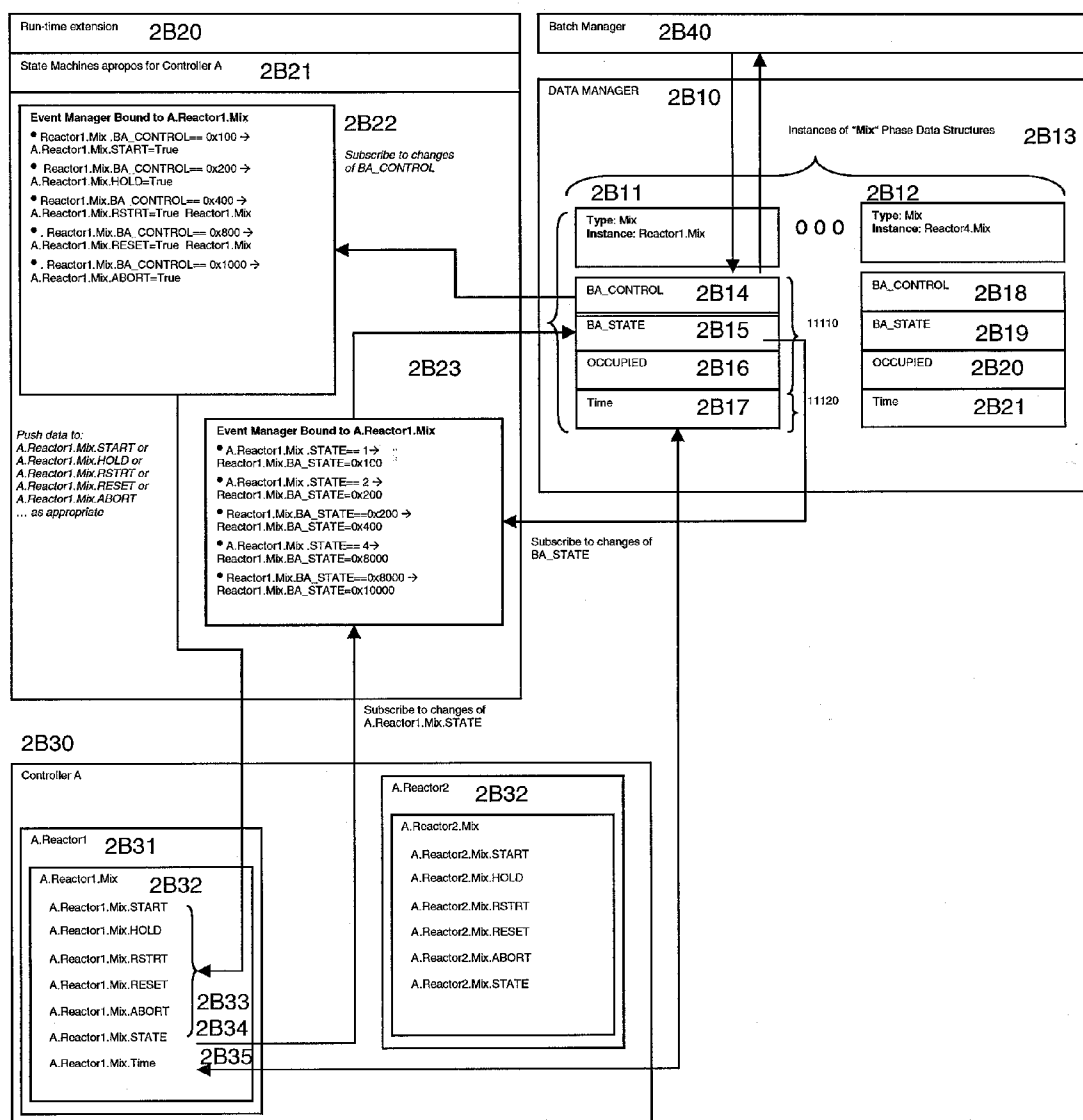 Run-time extension 2B20
State Machines apropos for Controller A 2B21
Event Manager Bound to A.Reactor1.Mix
• Reactor1.Mix .BA_CONTROL== 0x100 →
A.Reactor1.Mix.START=True
• Reactor1.Mix.BA_CONTROL== 0x200 →
A.Reactor1.Mix.HOLD=True
• Reactor1.Mix.BA_CONTROL== 0x400 →
A.Reactor1.Mix.RSTRT=True Reactor1.Mix
• . Reactor1.Mix.BA_CONTROL== 0x800 →
A.Reactor1.Mix.RESET=True Reactor1.Mix
• . Reactor1.Mix.BA_CONTROL== 0x1000 →
A.Reactor1.Mix.ABORT=True
2B22
Subscribe to changes
of BA_CONTROL
2B23
Push data to:
A.Reactor1.Mix.START or
A.Reactor1.Mix.HOLD or
A.Reactor1.Mix.RSTRT or
A.Reactor1.Mix.RESET or
A.Reactor1.Mix.ABORT
... as appropriate
Event Manager Bound to A.Reactor1.Mix
• A.Reactor1.Mix .STATE== 1→
Reactor1.Mix.BA_STATE=0x100
• A.Reactor1.Mix .STATE== 2 →
Reactor1.Mix.BA_STATE=0x200
• Reactor1.Mix.BA_STATE==0x200 →
Reactor1.Mix.BA_STATE=0x400
• A.Reactor1.Mix .STATE== 4→
Reactor1.Mix.BA_STATE=0x8000
• Reactor1.Mix.BA_STATE==0x8000 →
Reactor1.Mix.BA_STATE=0x10000
Batch Manager 2B40
DATA MANAGER 2B10
Instances of "Mix" Phase Data Structures 2B13
2B11
Type: Mix
Instance: Reactor1.Mix
BA_CONTROL 2B14
BA_STATE 2B15
OCCUPIED 2B16
Time 2B17
11110
11120
0 0 0
2B12
Type: Mix
Instance: Reactor4.Mix
BA_CONTROL 2B18
BA_STATE 2B19
OCCUPIED 2B20
Time 2B21
Subscribe to changes of
BA_STATE
Subscribe to changes of
A.Reactor1.Mix.STATE
2B30
Controller A
A.Reactor1 2B31
A.Reactor1.Mix 2B32
A.Reactor1.Mix.START
A.Reactor1.Mix.HOLD
A.Reactor1.Mix.RSTRT
A.Reactor1.Mix.RESET
A.Reactor1.Mix.ABORT 2B33
A.Reactor1.Mix.STATE 2B34
A.Reactor1.Mix.Time 2B35
A.Reactor2 2B32
A.Reactor2.Mix
A.Reactor2.Mix.START
A.Reactor2.Mix.HOLD
A.Reactor2.Mix.RSTRT
A.Reactor2.Mix.RESET
A.Reactor2.Mix.ABORT
A.Reactor2.Mix.STATE